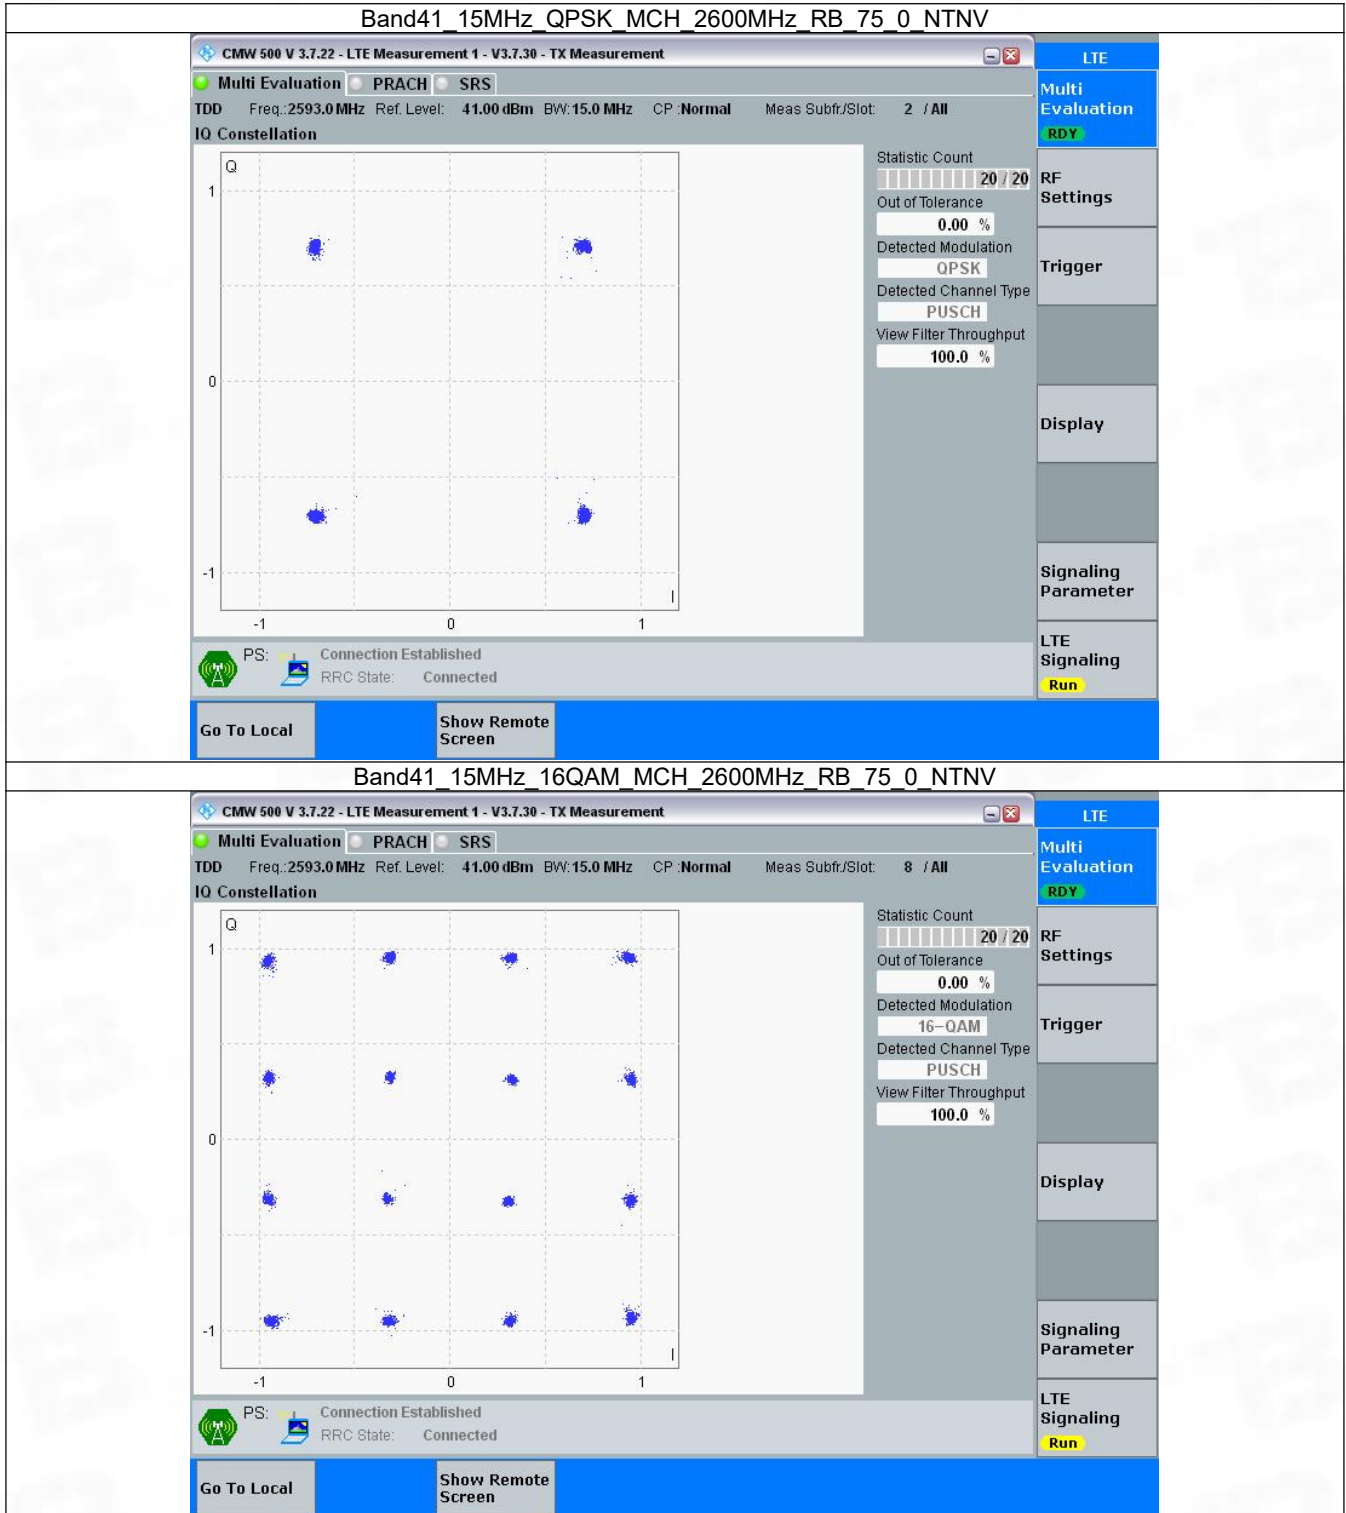 Band41_15MHz_QPSK_MCH_2600MHz_RB_75_0_NTNV
CMW 500 V 3.7.22 - LTE Measurement 1 - V3.7.30 - TX Measurement
LTE
Multi Evaluation PRACH SRS
Multi
Evaluation
RDY
TDD Freq.:2593.0 MHz Ref. Level: 41.00 dBm BW:15.0 MHz CP :Normal Meas Subfr./Slot: 2 / All
IQ Constellation
Q
1
0
-1
I
-1 0 1
Statistic Count
20 / 20
Out of Tolerance
0.00 %
Detected Modulation
QPSK
Detected Channel Type
PUSCH
View Filter Throughput
100.0 %
RF
Settings
Trigger
Display
Signaling
Parameter
LTE
Signaling
Run
PS: Connection Established
RRC State: Connected
Go To Local
Show Remote
Screen
Band41_15MHz_16QAM_MCH_2600MHz_RB_75_0_NTNV
CMW 500 V 3.7.22 - LTE Measurement 1 - V3.7.30 - TX Measurement
LTE
Multi Evaluation PRACH SRS
Multi
Evaluation
RDY
TDD Freq.:2593.0 MHz Ref. Level: 41.00 dBm BW:15.0 MHz CP :Normal Meas Subfr./Slot: 8 / All
IQ Constellation
Q
1
0
-1
I
-1 0 1
Statistic Count
20 / 20
Out of Tolerance
0.00 %
Detected Modulation
16-QAM
Detected Channel Type
PUSCH
View Filter Throughput
100.0 %
RF
Settings
Trigger
Display
Signaling
Parameter
LTE
Signaling
Run
PS: Connection Established
RRC State: Connected
Go To Local
Show Remote
Screen